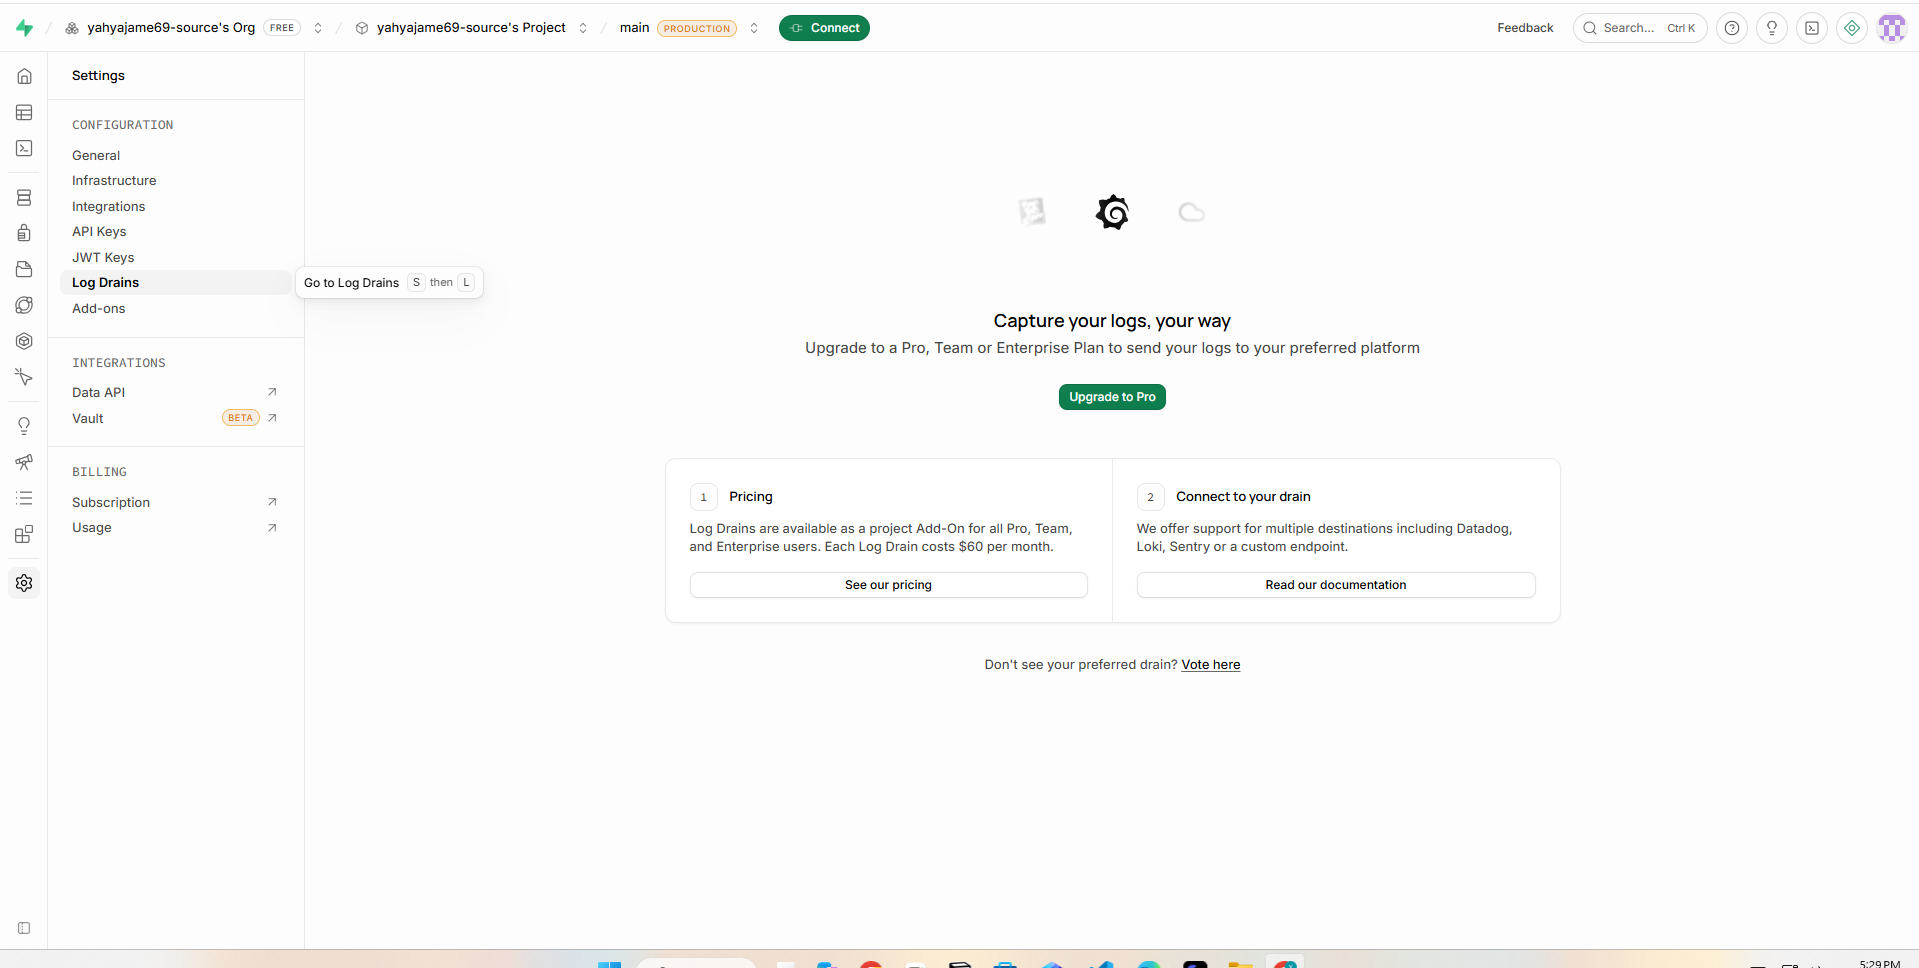 yahyajame69-source's Org FREE / yahyajame69-source's Project / main PRODUCTION Connect Feedback Search... Ctrl K
Settings
CONFIGURATION
General
Infrastructure
Integrations
API Keys
JWT Keys
Log Drains
Go to Log Drains S then L
Add-ons
INTEGRATIONS
Data API
Vault BETA
BILLING
Subscription
Usage
Capture your logs, your way
Upgrade to a Pro, Team or Enterprise Plan to send your logs to your preferred platform
Upgrade to Pro
1 Pricing
Log Drains are available as a project Add-On for all Pro, Team,
and Enterprise users. Each Log Drain costs $60 per month.
See our pricing
2 Connect to your drain
We offer support for multiple destinations including Datadog,
Loki, Sentry or a custom endpoint.
Read our documentation
Don't see your preferred drain? Vote here
5:29 PM